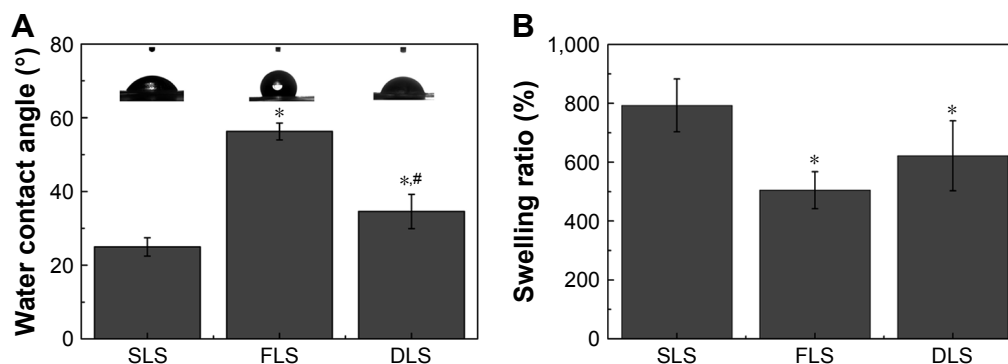 A
Water contact angle (°)
80
60
40
20
0
*
*,#
SLS
FLS
DLS
B
Swelling ratio (%)
1,000
800
600
400
200
0
*
*
SLS
FLS
DLS